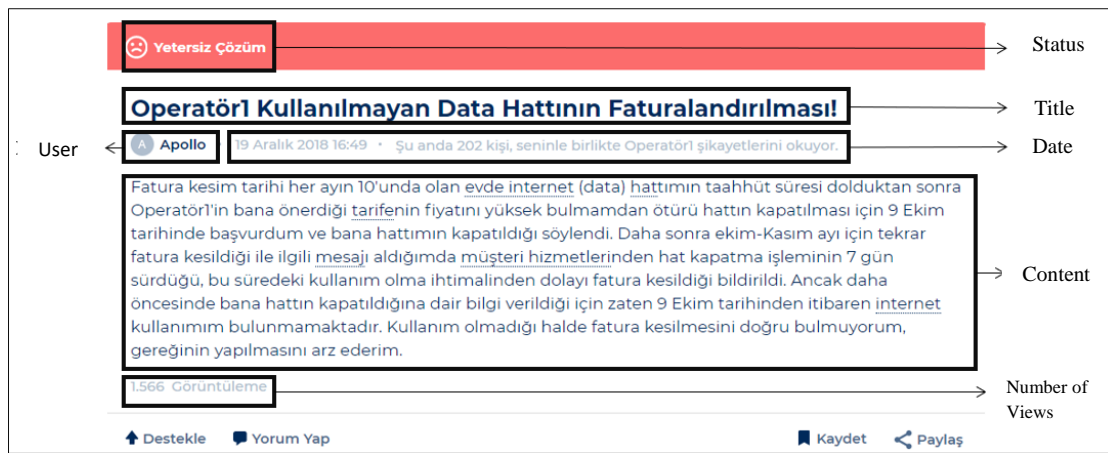 Yetersiz Çözüm
Status
Operatör1 Kullanılmayan Data Hattının Faturalandırılması!
Title
: User
A Apollo
19 Aralık 2018 16:49 • Şu anda 202 kişi, seninle birlikte Operatör1 şikayetlerini okuyor.
Date
Fatura kesim tarihi her ayın 10'unda olan evde internet (data) hattımın taahhüt süresi dolduktan sonra
Operatör1'in bana önerdiği tarifenin fiyatını yüksek bulmamdan ötürü hattın kapatılması için 9 Ekim
tarihinde başvurdum ve bana hattımın kapatıldığı söylendi. Daha sonra ekim-Kasım ayı için tekrar
fatura kesildiği ile ilgili mesajı aldığımda müşteri hizmetlerinden hat kapatma işleminin 7 gün
sürdüğü, bu süredeki kullanım olma ihtimalinden dolayı fatura kesildiği bildirildi. Ancak daha
öncesinde bana hattın kapatıldığına dair bilgi verildiği için zaten 9 Ekim tarihinden itibaren internet
kullanımım bulunmamaktadır. Kullanım olmadığı halde fatura kesilmesini doğru bulmuyorum,
gereğinin yapılmasını arz ederim.
Content
1.566 Görüntüleme
Number of
Views
Destekle
Yorum Yap
Kaydet
Paylaş